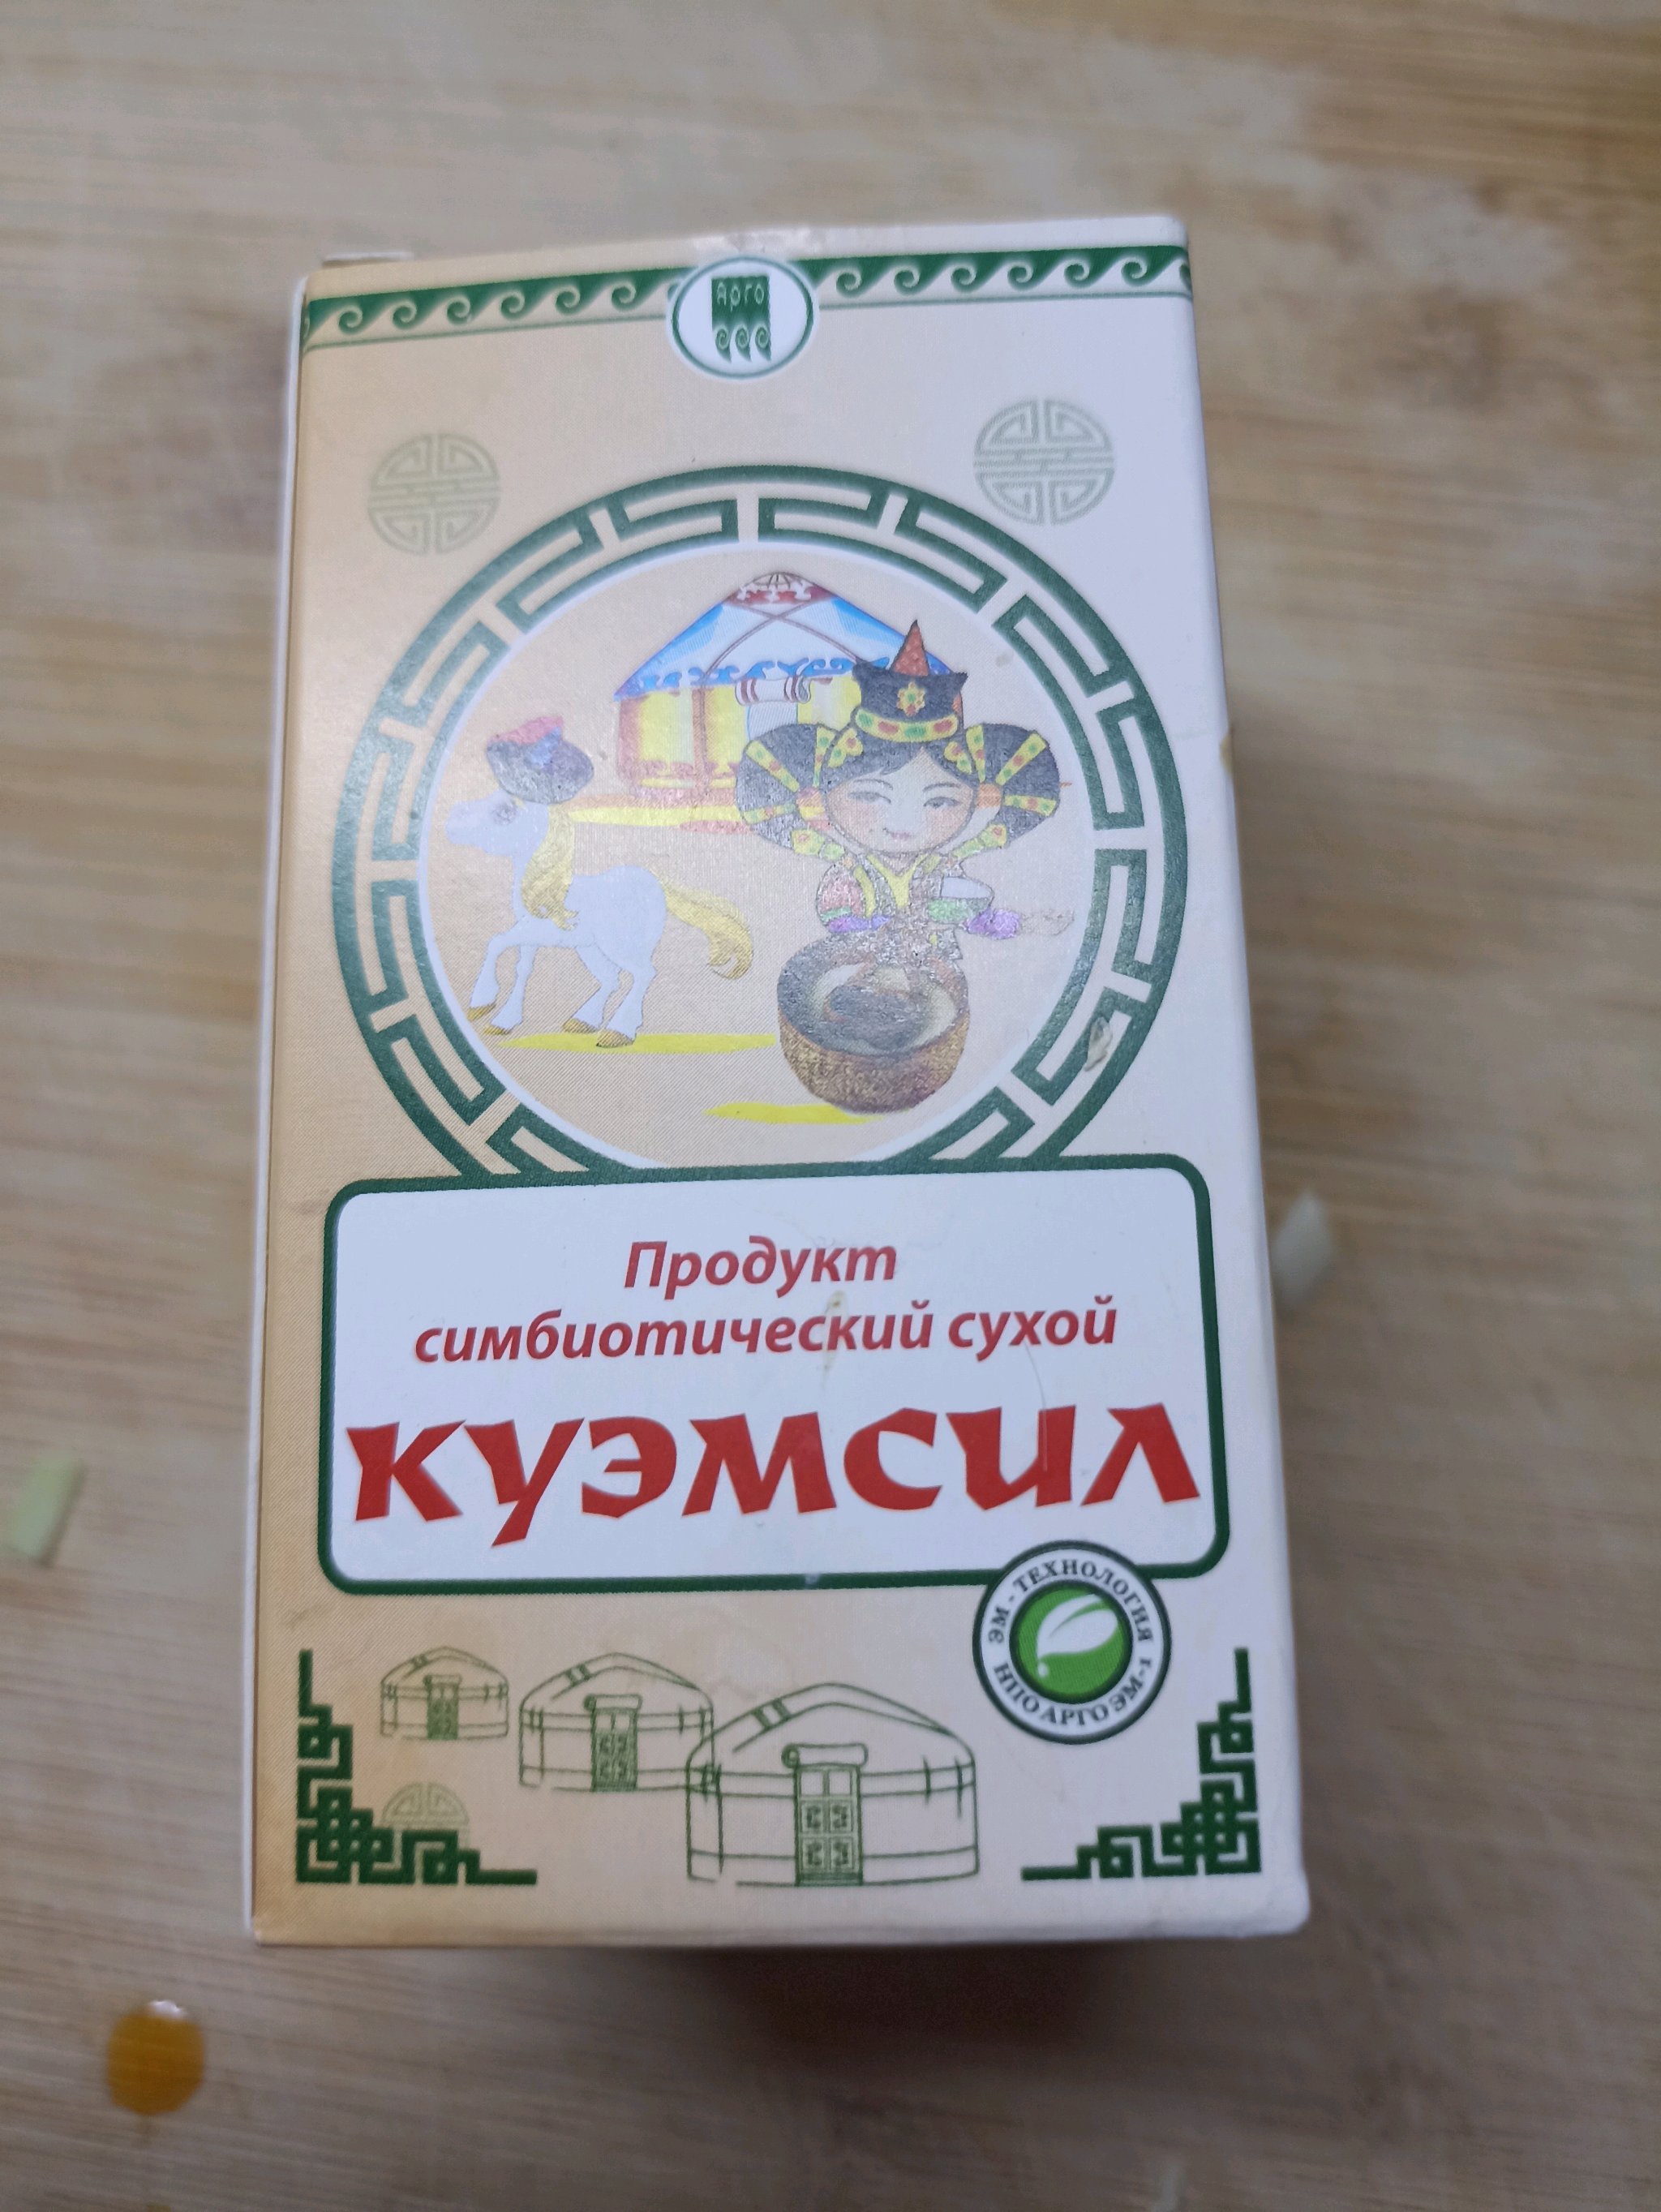 Арго
Продукт
симбиотический сухой
КУЭМСИЛ
ЭМ-ТЕХНОЛОГИЯ
НПО АРГО ЭМ-1